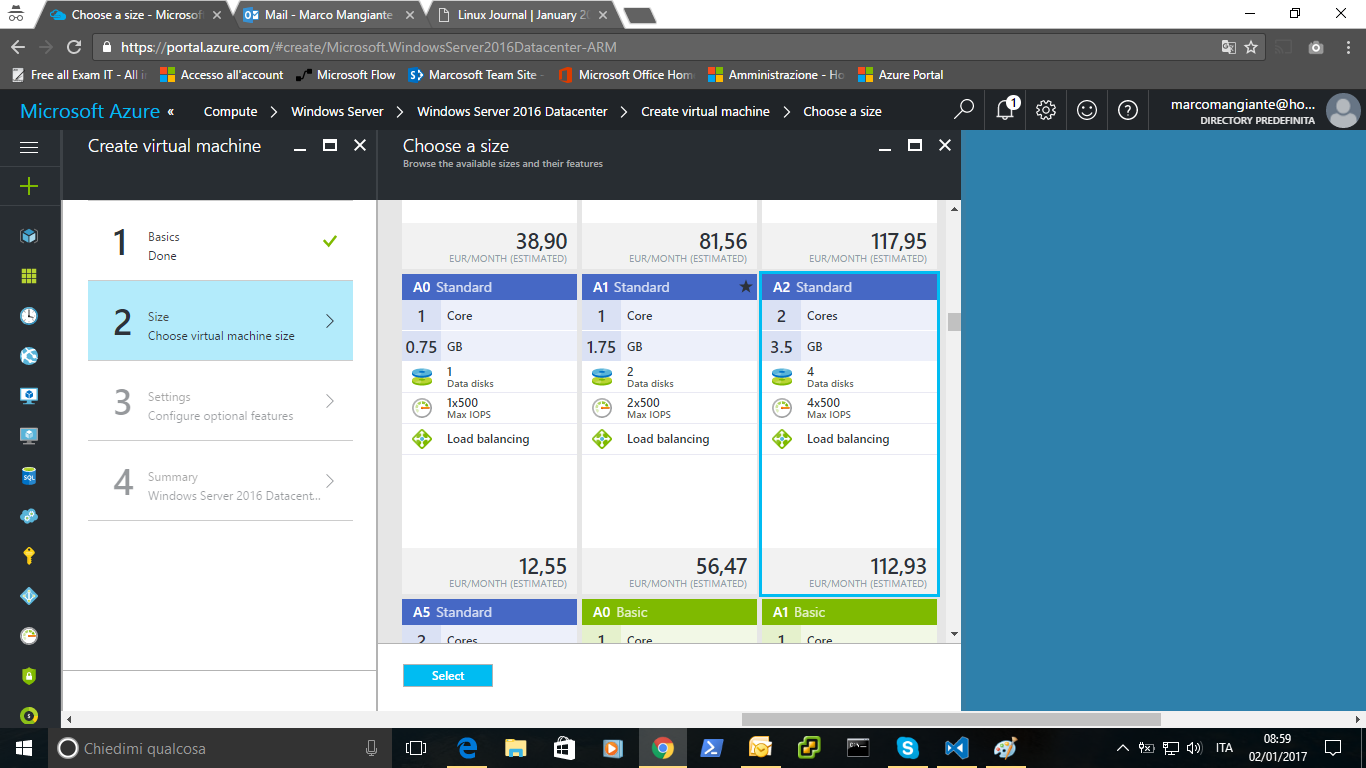 Choose a size - Microsof
Mail - Marco Mangiante
Linux Journal | January 20
https://portal.azure.com/#create/Microsoft.WindowsServer2016Datacenter-ARM
Free all Exam IT - All i
Accesso all'account
Microsoft Flow
Marcosoft Team Site -
Microsoft Office Hom
Amministrazione - Ho
Azure Portal
Microsoft Azure «
Compute > Windows Server > Windows Server 2016 Datacenter > Create virtual machine > Choose a size
1
marcomangiante@ho...
DIRECTORY PREDEFINITA
Create virtual machine
1
Basics
Done
2
Size
Choose virtual machine size
3
Settings
Configure optional features
4
Summary
Windows Server 2016 Datacent...
Choose a size
Browse the available sizes and their features
38,90
EUR/MONTH (ESTIMATED)
81,56
EUR/MONTH (ESTIMATED)
117,95
EUR/MONTH (ESTIMATED)
A0 Standard
1 Core
0.75 GB
1
Data disks
1x500
Max IOPS
Load balancing
12,55
EUR/MONTH (ESTIMATED)
A1 Standard ★
1 Core
1.75 GB
2
Data disks
2x500
Max IOPS
Load balancing
56,47
EUR/MONTH (ESTIMATED)
A2 Standard
2 Cores
3.5 GB
4
Data disks
4x500
Max IOPS
Load balancing
112,93
EUR/MONTH (ESTIMATED)
A5 Standard
2 Cores
A0 Basic
1 Core
A1 Basic
1 Core
Select
SQL
Chiedimi qualcosa
ITA
08:59
02/01/2017